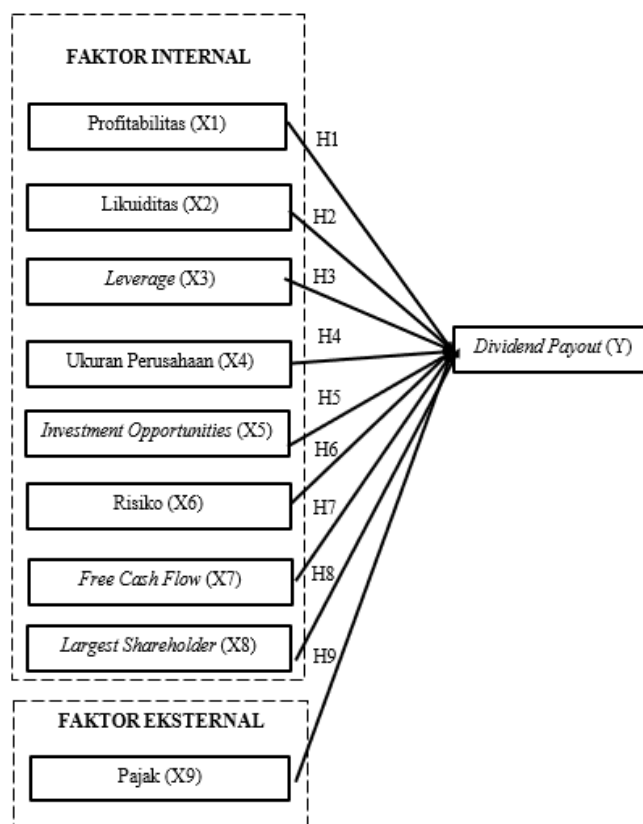 FAKTOR INTERNAL
Profitabilitas (X1)
H1
Likuiditas (X2)
H2
Leverage (X3)
H3
Ukuran Perusahaan (X4)
H4
Dividend Payout (Y)
Investment Opportunities (X5)
H5
H6
Risiko (X6)
H7
Free Cash Flow (X7)
H8
Largest Shareholder (X8)
H9
FAKTOR EKSTERNAL
Pajak (X9)